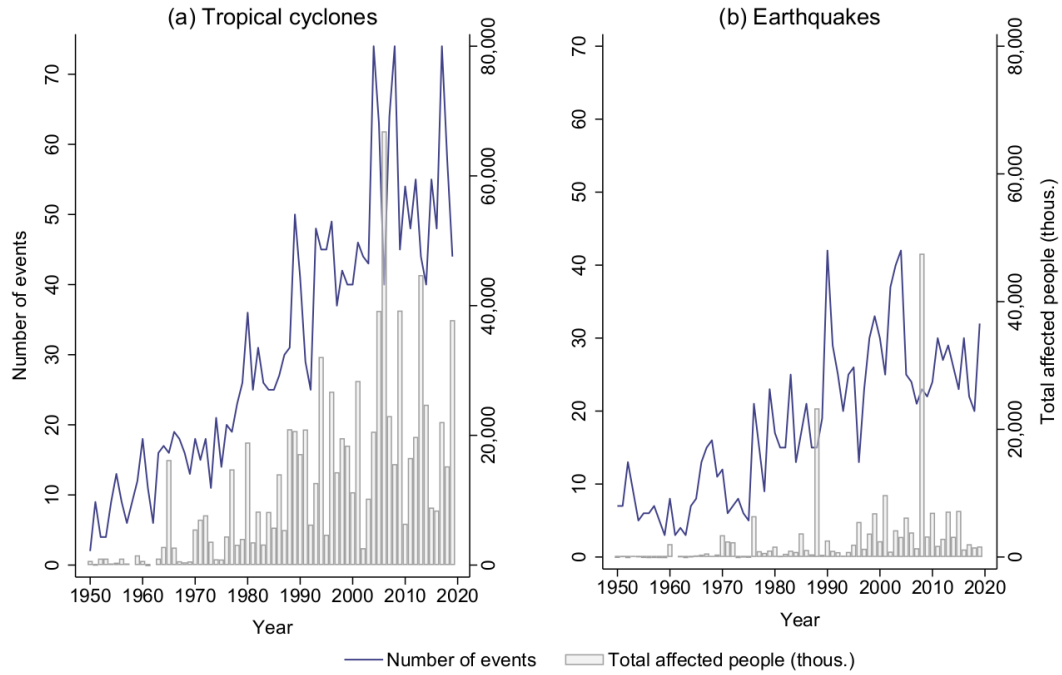 (a) Tropical cyclones
Number of events
70
60
50
40
30
20
10
0
80,000
60,000
40,000
20,000
0
1950 1960 1970 1980 1990 2000 2010 2020
Year
(b) Earthquakes
70
60
50
40
30
20
10
0
80,000
60,000
40,000
20,000
0
Total affected people (thous.)
1950 1960 1970 1980 1990 2000 2010 2020
Year
Number of events Total affected people (thous.)